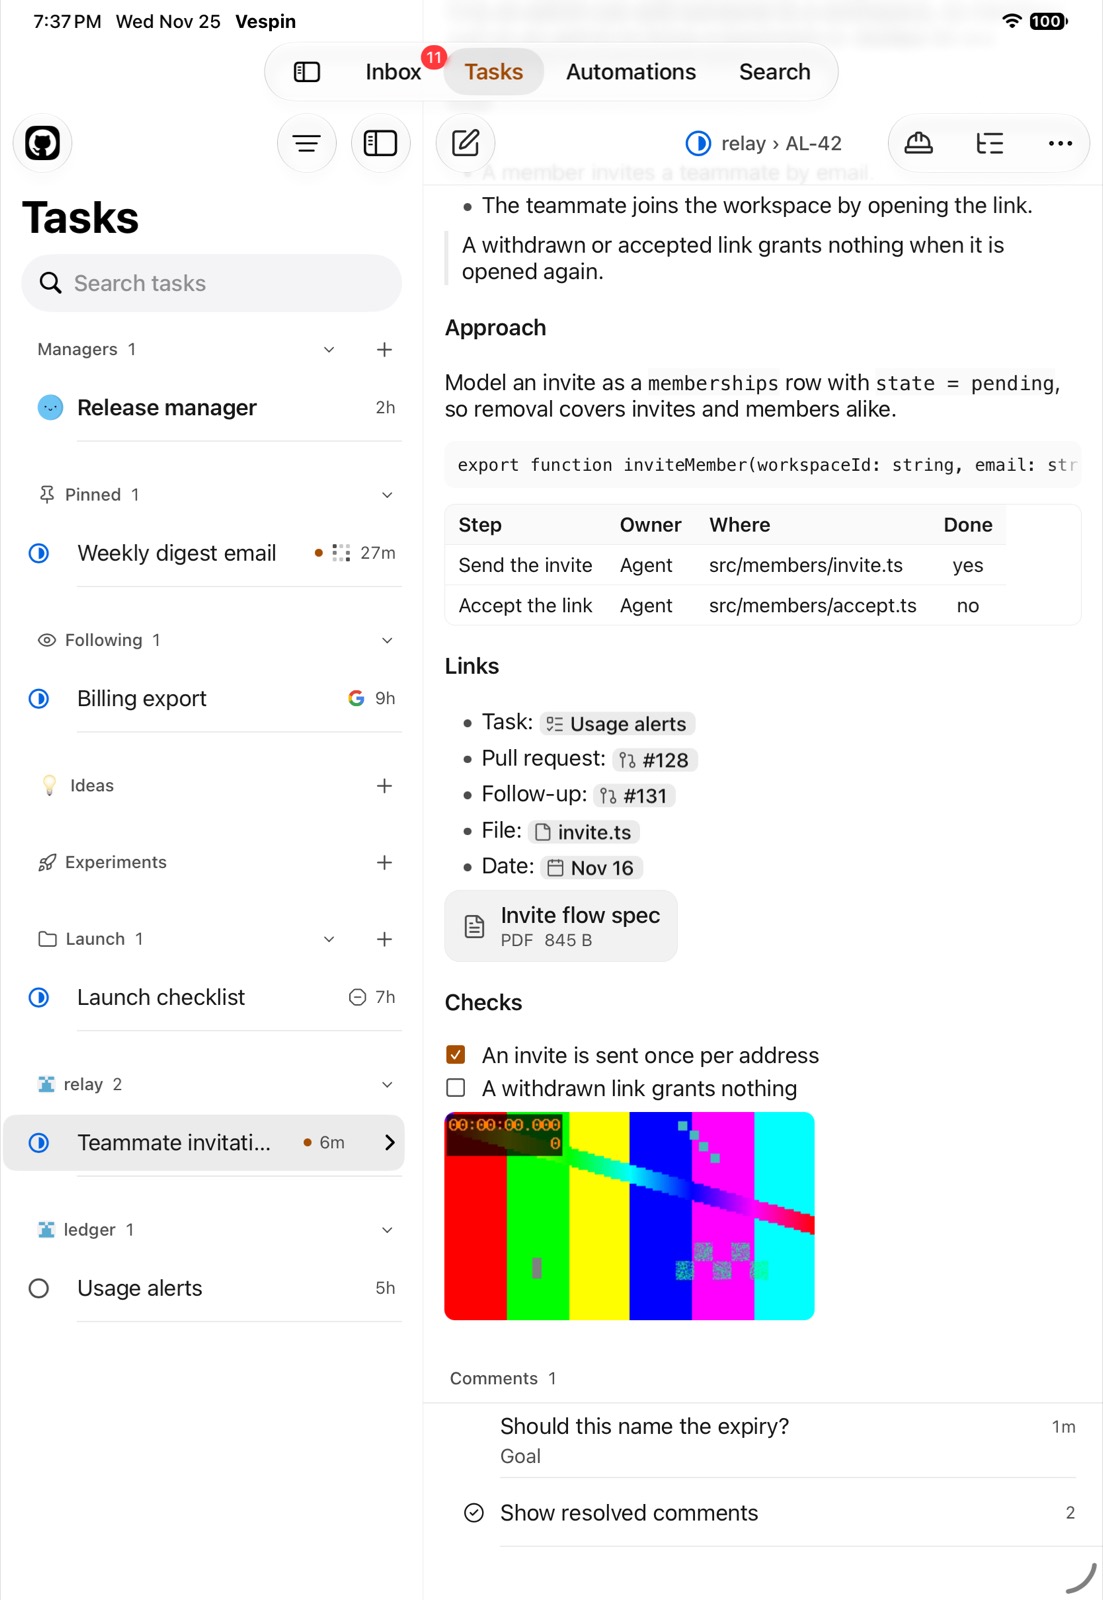 7:37 PM Wed Nov 25 Vespin
100
Inbox 11 Tasks Automations Search
Tasks
Search tasks
Managers 1
Release manager 2h
Pinned 1
Weekly digest email 27m
Following 1
Billing export 9h
Ideas
Experiments
Launch 1
Launch checklist 7h
relay 2
Teammate invitati... 6m
ledger 1
Usage alerts 5h
relay › AL-42
A member invites a teammate by email.
The teammate joins the workspace by opening the link.
A withdrawn or accepted link grants nothing when it is
opened again.
Approach
Model an invite as a memberships row with state = pending,
so removal covers invites and members alike.
export function inviteMember(workspaceId: string, email: str
Step Owner Where Done
Send the invite Agent src/members/invite.ts yes
Accept the link Agent src/members/accept.ts no
Links
Task: Usage alerts
Pull request: #128
Follow-up: #131
File: invite.ts
Date: Nov 16
Invite flow spec
PDF 845 B
Checks
An invite is sent once per address
A withdrawn link grants nothing
00:00:00.000
0
Comments 1
Should this name the expiry? 1m
Goal
Show resolved comments 2